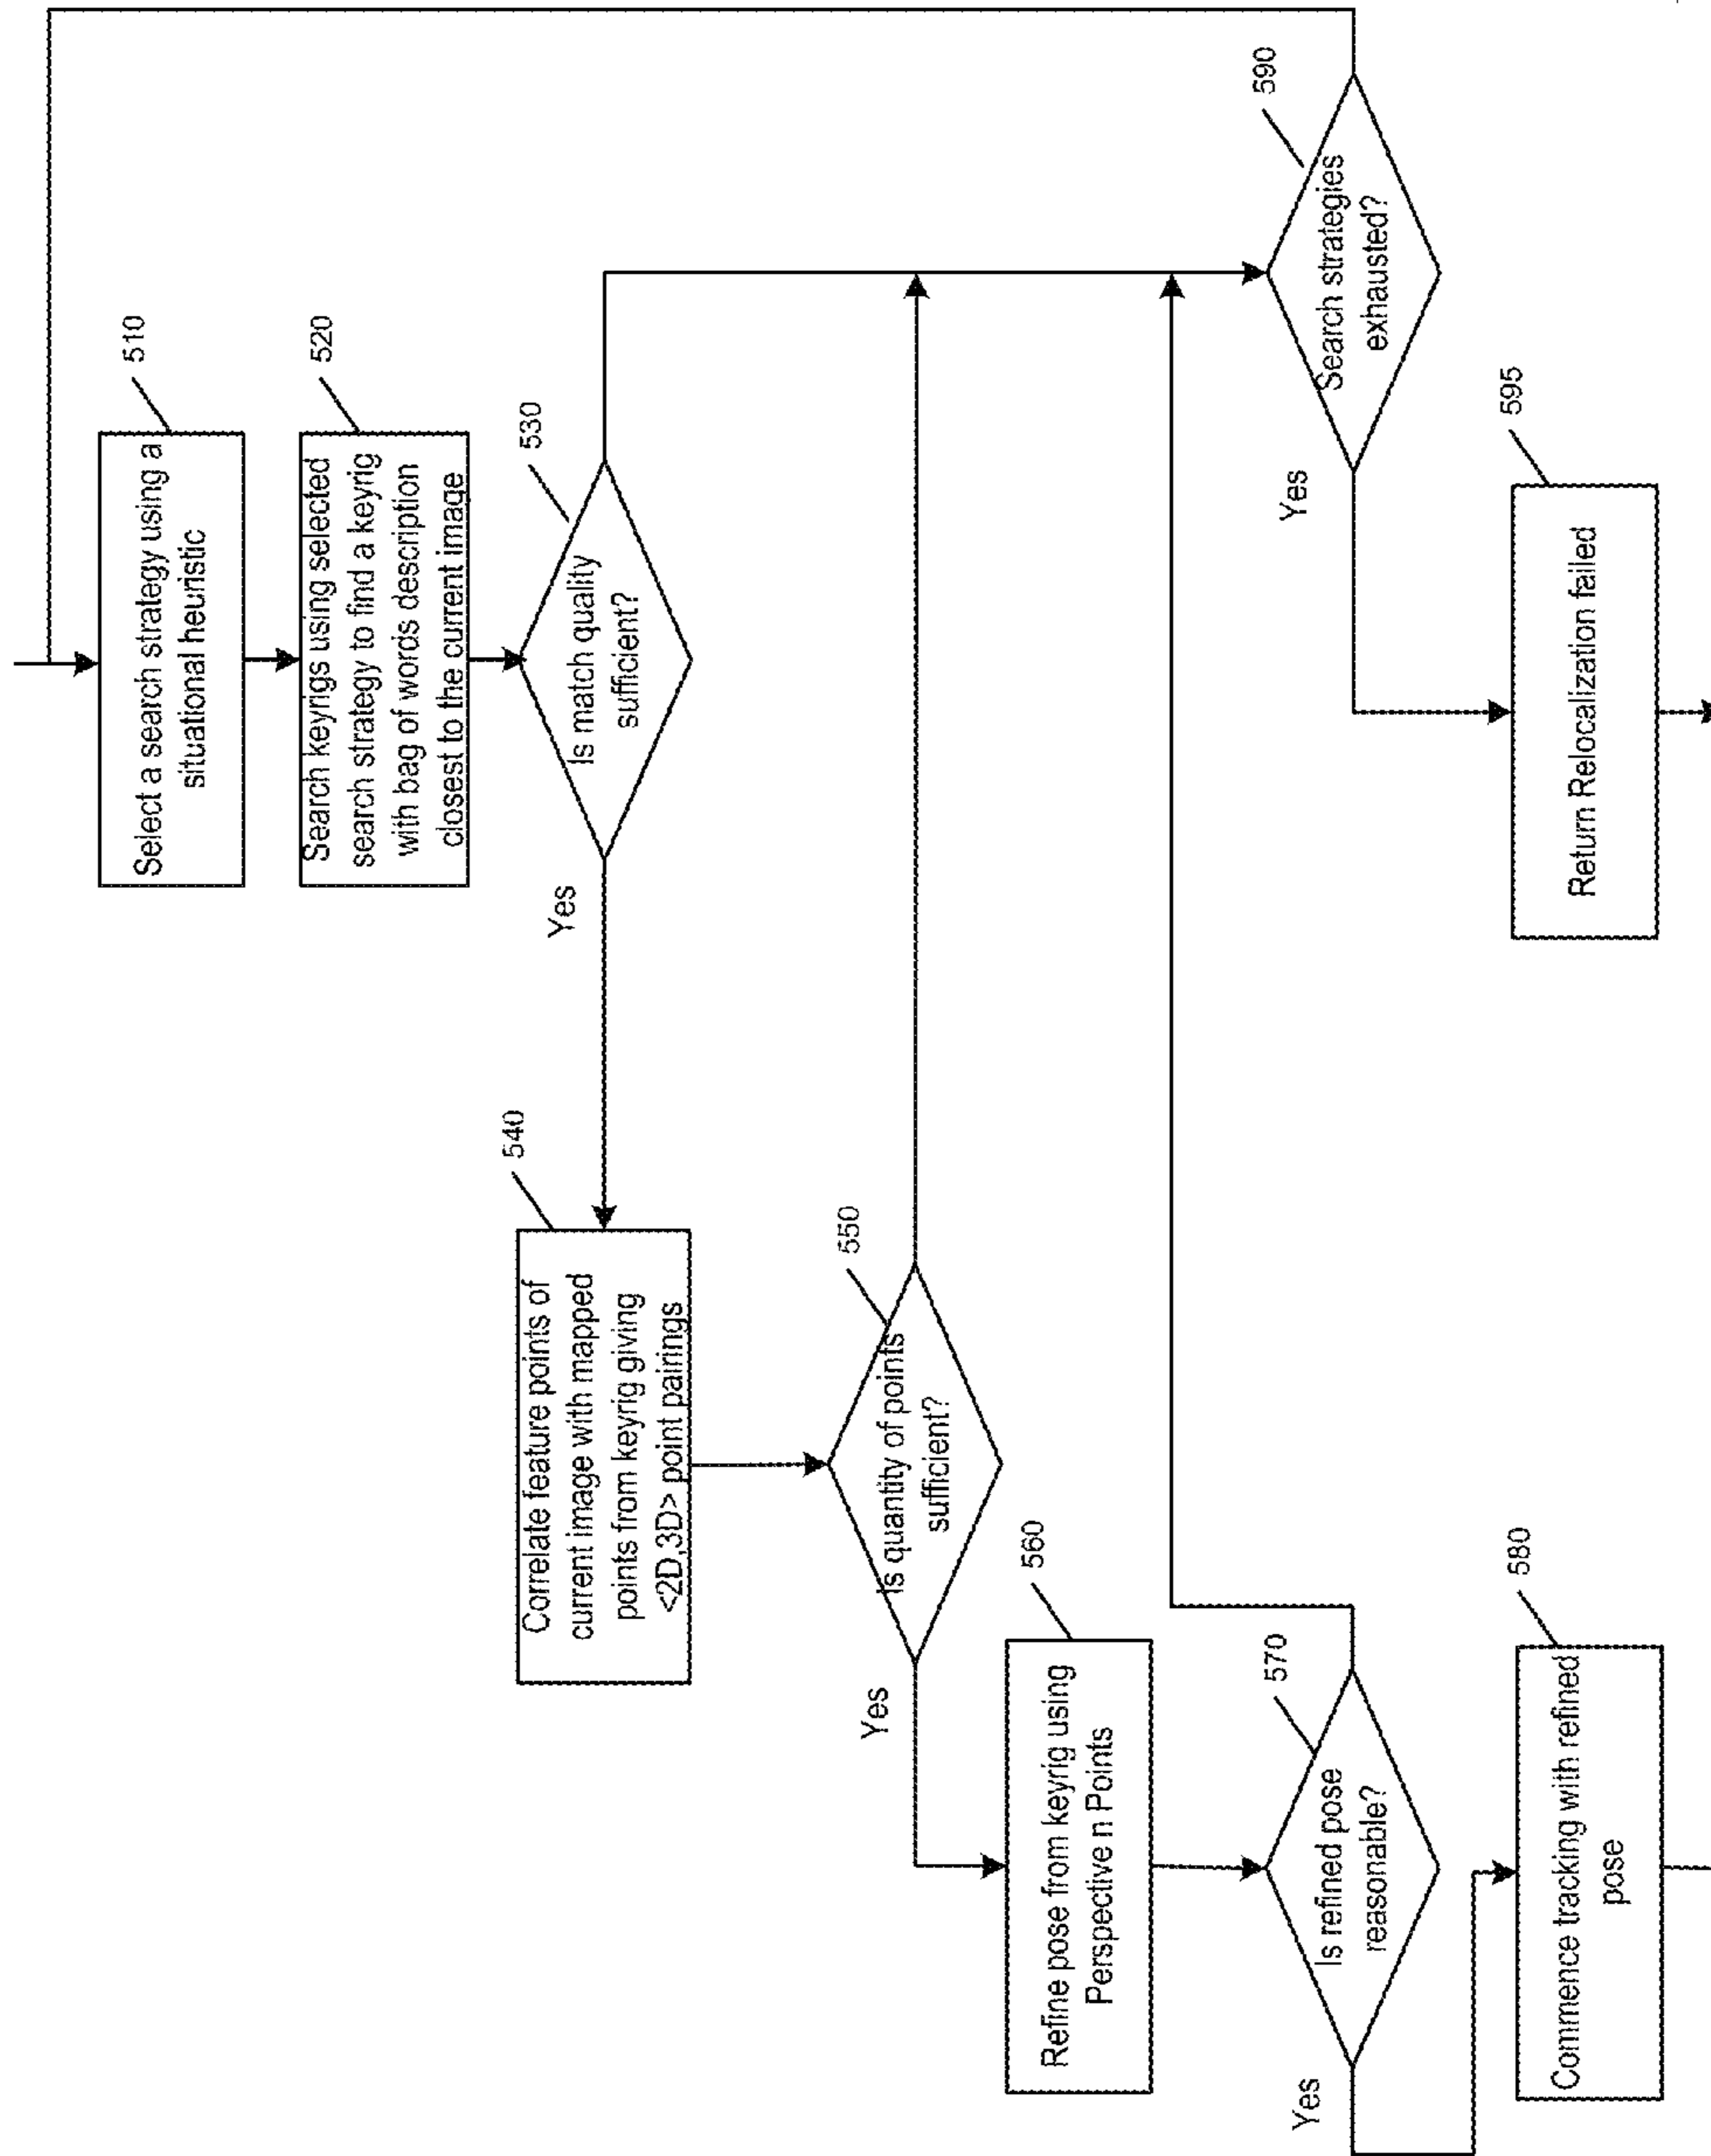 510
Select a search strategy using a
situational heuristic
520
Search keyrigs using selected
search strategy to find a keyrig
with bag of words description
closest to the current image
530
Is match quality
sufficient?
Yes
540
Correlate feature points of
current image with mapped
points from keyrig giving
<2D,3D> point pairings
550
Is quantity of points
sufficient?
Yes
560
Refine pose from keyrig using
Perspective n Points
570
Is refined pose
reasonable?
Yes
580
Commence tracking with refined
pose
590
Search strategies
exhausted?
Yes
595
Return Relocalization failed